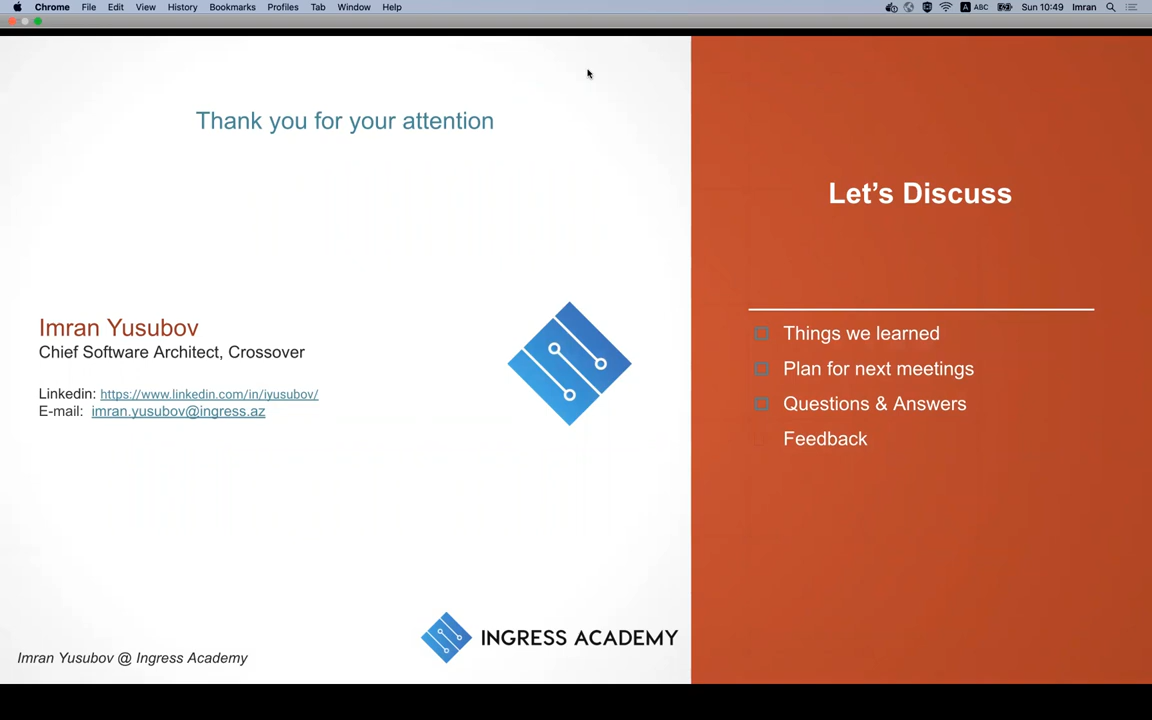 Chrome File Edit View History Bookmarks Profiles Tab Window Help
A ABC Sun 10:49 Imran
Thank you for your attention
Imran Yusubov
Chief Software Architect, Crossover
Linkedin: https://www.linkedin.com/in/iyusubov/
E-mail: imran.yusubov@ingress.az
INGRESS ACADEMY
Imran Yusubov @ Ingress Academy
Let’s Discuss
Things we learned
Plan for next meetings
Questions & Answers
Feedback